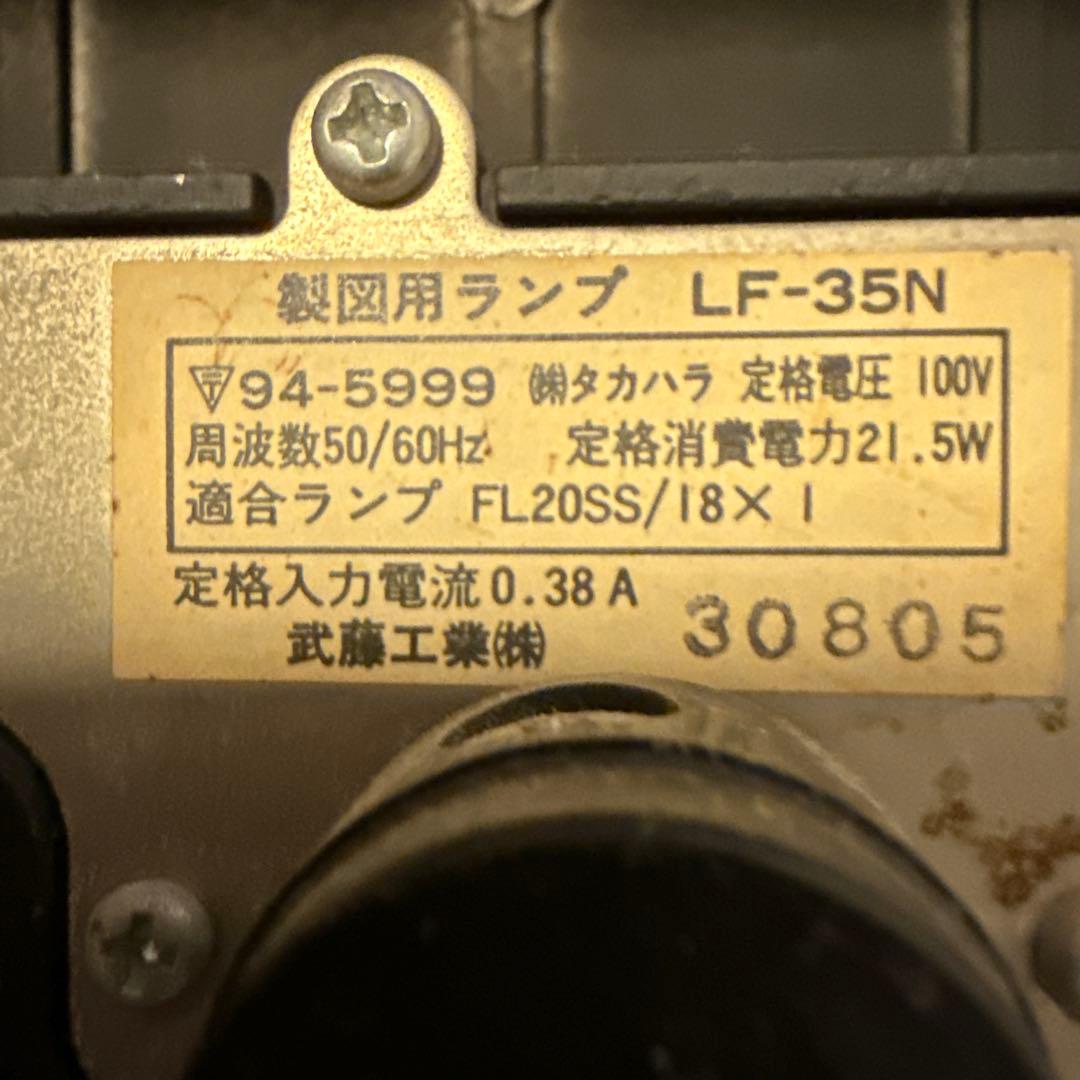 製図用ランプ LF-35N
〒94-5999 ㈱タカハラ 定格電圧 100V
周波数50/60Hz 定格消費電力21.5W
適合ランプ FL20SS/18×1
定格入力電流0.38A
武藤工業㈱ 30805